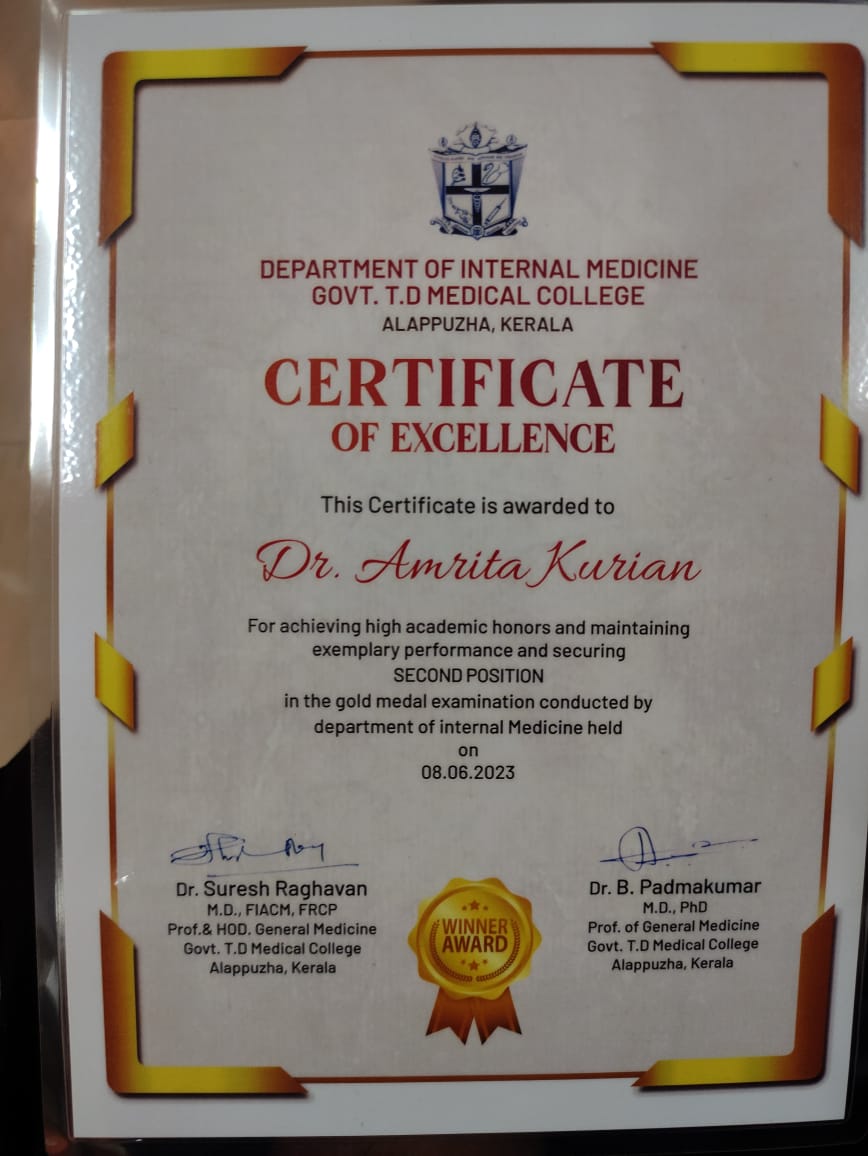 DEPARTMENT OF INTERNAL MEDICINE
GOVT. T.D MEDICAL COLLEGE
ALAPPUZHA, KERALA
CERTIFICATE
OF EXCELLENCE
This Certificate is awarded to
Dr. Amrita Kurian
For achieving high academic honors and maintaining
exemplary performance and securing
SECOND POSITION
in the gold medal examination conducted by
department of internal Medicine held
on
08.06.2023
Dr. Suresh Raghavan
M.D., FIACM, FRCP
Prof.& HOD. General Medicine
Govt. T.D Medical College
Alappuzha, Kerala
WINNER
AWARD
Dr. B. Padmakumar
M.D., PhD
Prof. of General Medicine
Govt. T.D Medical College
Alappuzha, Kerala